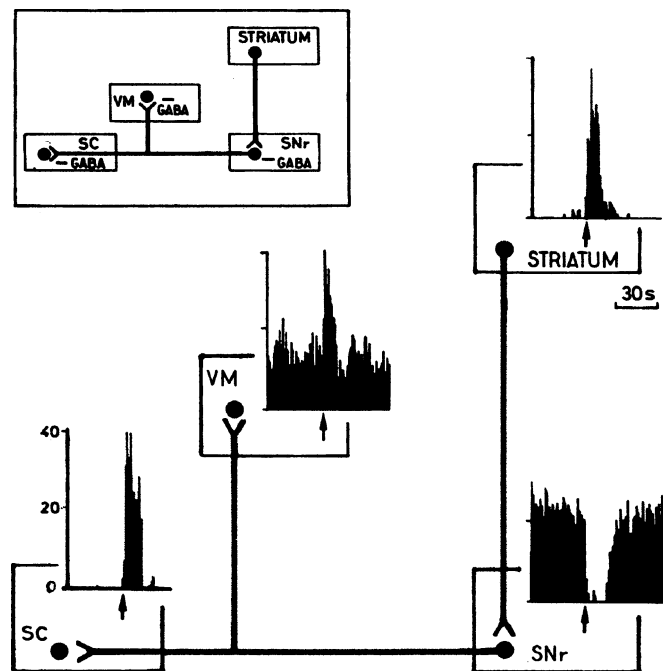 STRIATUM
VM
– GABA
SC
– GABA
SNr
– GABA
STRIATUM
30s
VM
40
20
0
SC
SNr